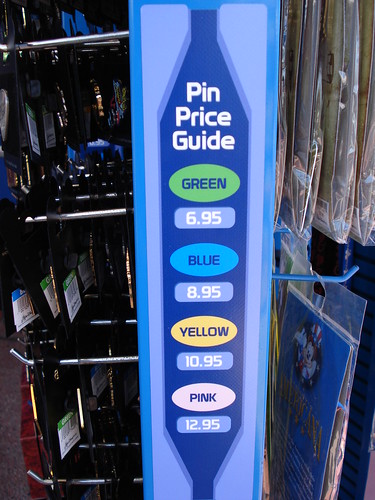 Pin
Price
Guide
GREEN
6.95
BLUE
8.95
YELLOW
10.95
PINK
12.95